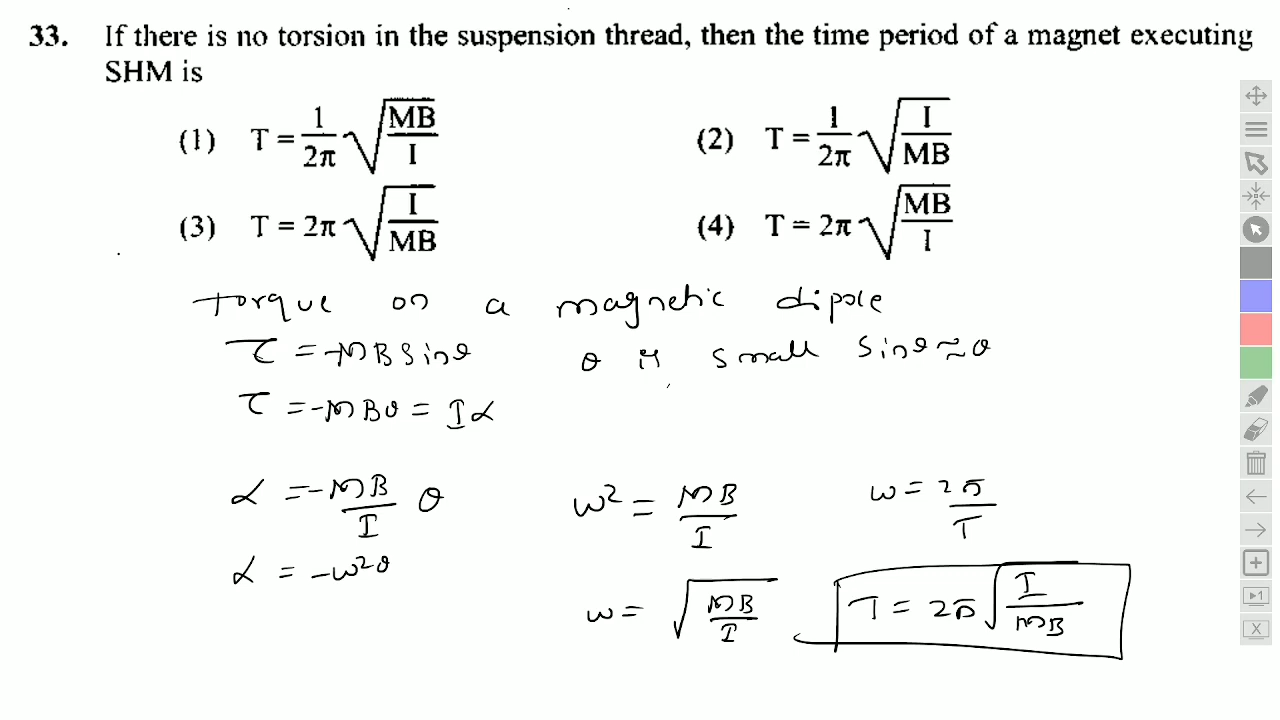 33. If there is no torsion in the suspension thread, then the time period of a magnet executing
SHM is
(1) T = 1/2π √(MB/I) (2) T = 1/2π √(I/MB)
(3) T = 2π √(I/MB) (4) T = 2π √(MB/I)
torque on a magnetic dipole
τ = -MB sinθ θ is small sinθ ≈ θ
τ = -MBθ = Iα
α = -MB/I θ ω² = MB/I ω = 2π/T
α = -ω²θ
ω = √(MB/I) T = 2π √(I/MB)